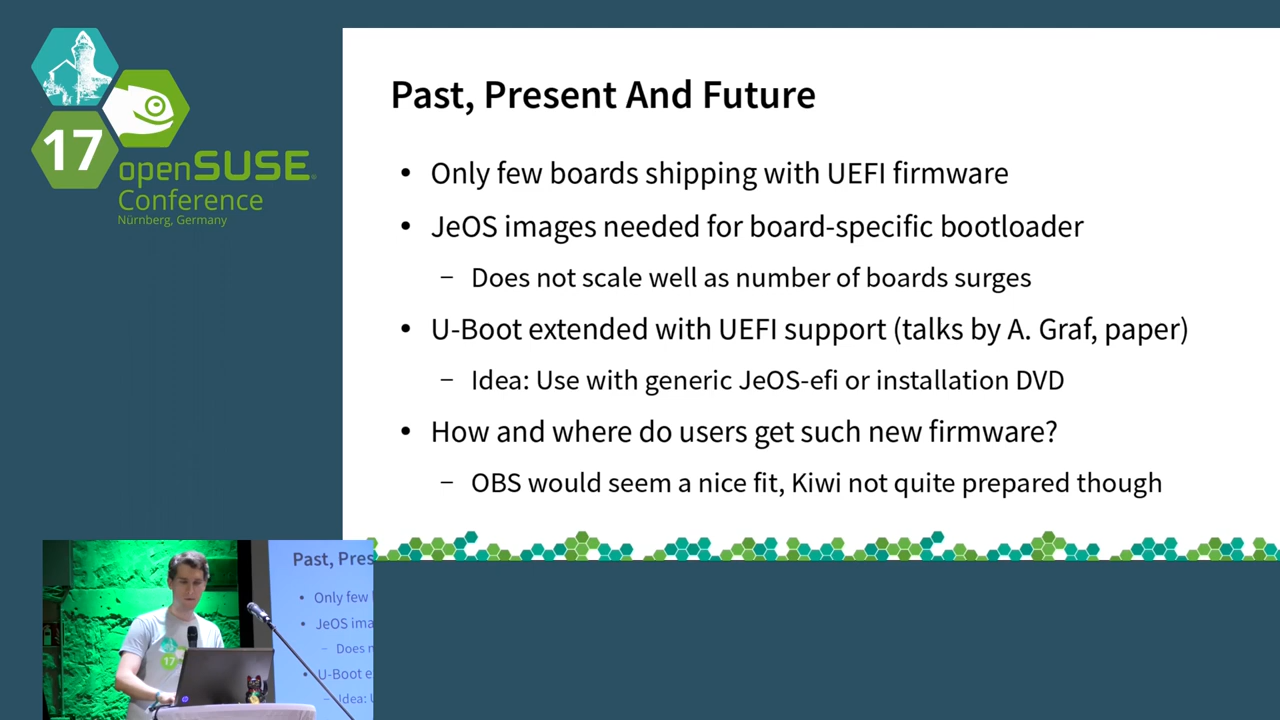 17
openSUSE
Conference
Nürnberg, Germany
Past, Present And Future
• Only few boards shipping with UEFI firmware
• JeOS images needed for board-specific bootloader
– Does not scale well as number of boards surges
• U-Boot extended with UEFI support (talks by A. Graf, paper)
– Idea: Use with generic JeOS-efi or installation DVD
• How and where do users get such new firmware?
– OBS would seem a nice fit, Kiwi not quite prepared though
Past, Pres
• Only few
• JeOS ima
– Does n
• U-Boot e
– Idea: U
17